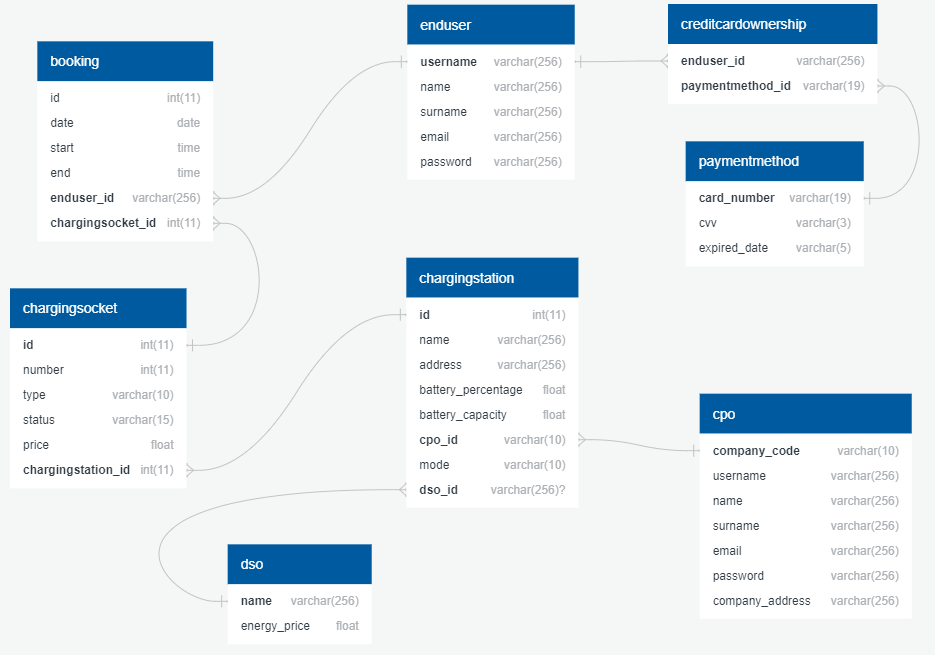 booking
id int(11)
date date
start time
end time
enduser_id varchar(256)
chargingsocket_id int(11)
enduser
username varchar(256)
name varchar(256)
surname varchar(256)
email varchar(256)
password varchar(256)
creditcardownership
enduser_id varchar(256)
paymentmethod_id varchar(19)
paymentmethod
card_number varchar(19)
cvv varchar(3)
expired_date varchar(5)
chargingsocket
id int(11)
number int(11)
type varchar(10)
status varchar(15)
price float
chargingstation_id int(11)
chargingstation
id int(11)
name varchar(256)
address varchar(256)
battery_percentage float
battery_capacity float
cpo_id varchar(10)
mode varchar(10)
dso_id varchar(256)?
cpo
company_code varchar(10)
username varchar(256)
name varchar(256)
surname varchar(256)
email varchar(256)
password varchar(256)
company_address varchar(256)
dso
name varchar(256)
energy_price float